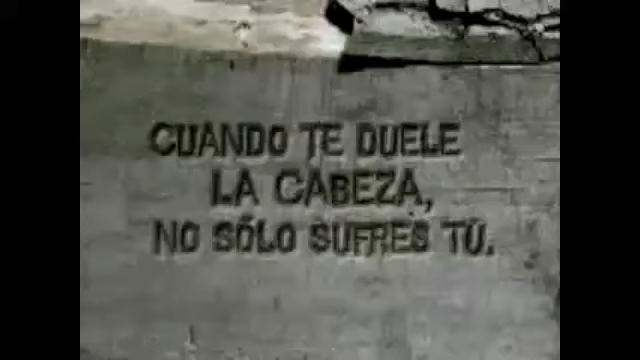 CUANDO TE DUELE
LA CABEZA,
NO SÓLO SUFRES TÚ.